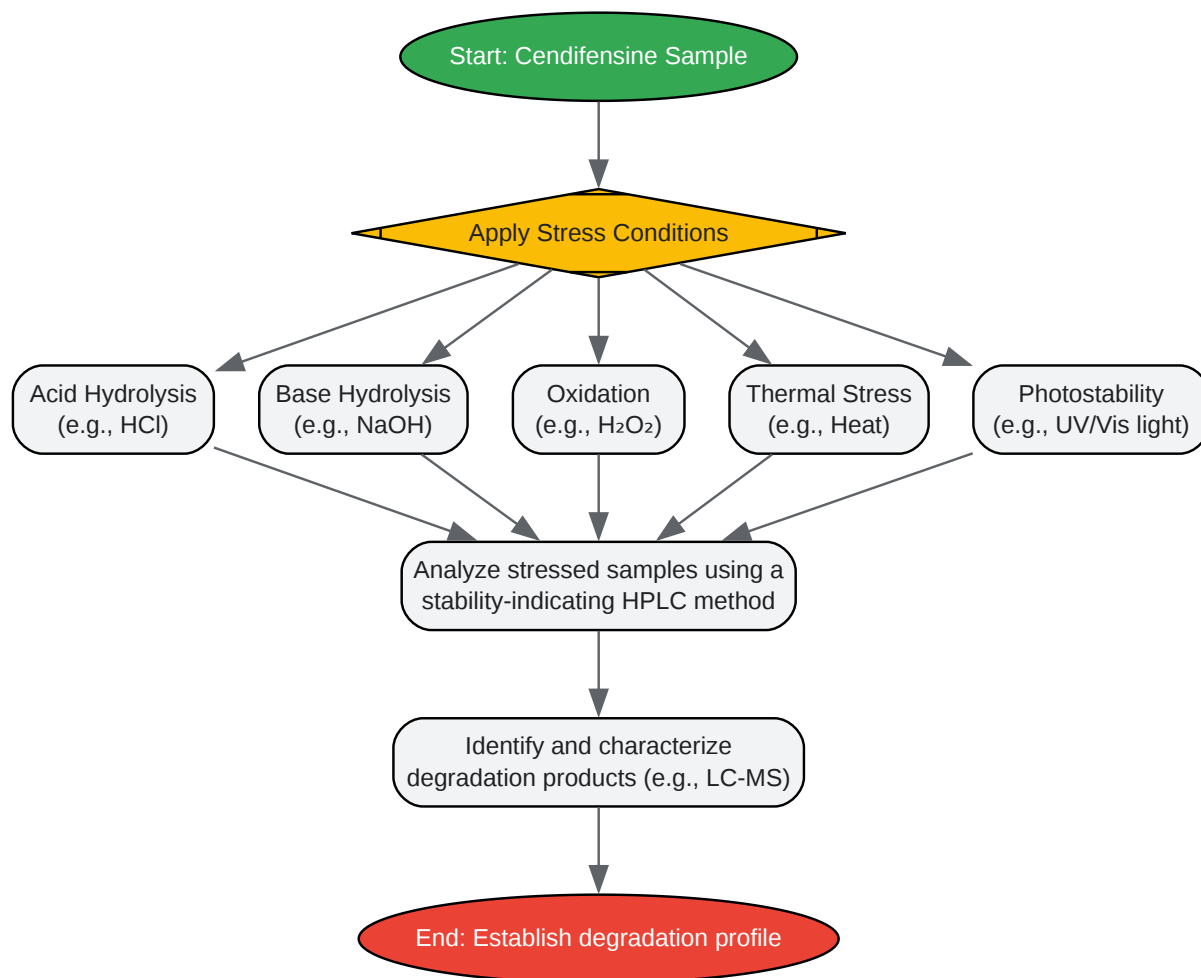 Start: Cendifensine Sample
Apply Stress Conditions
Acid Hydrolysis
(e.g., HCl)
Base Hydrolysis
(e.g., NaOH)
Oxidation
(e.g., H₂O₂)
Thermal Stress
(e.g., Heat)
Photostability
(e.g., UV/Vis light)
Analyze stressed samples using a
stability-indicating HPLC method
Identify and characterize
degradation products (e.g., LC-MS)
End: Establish degradation profile